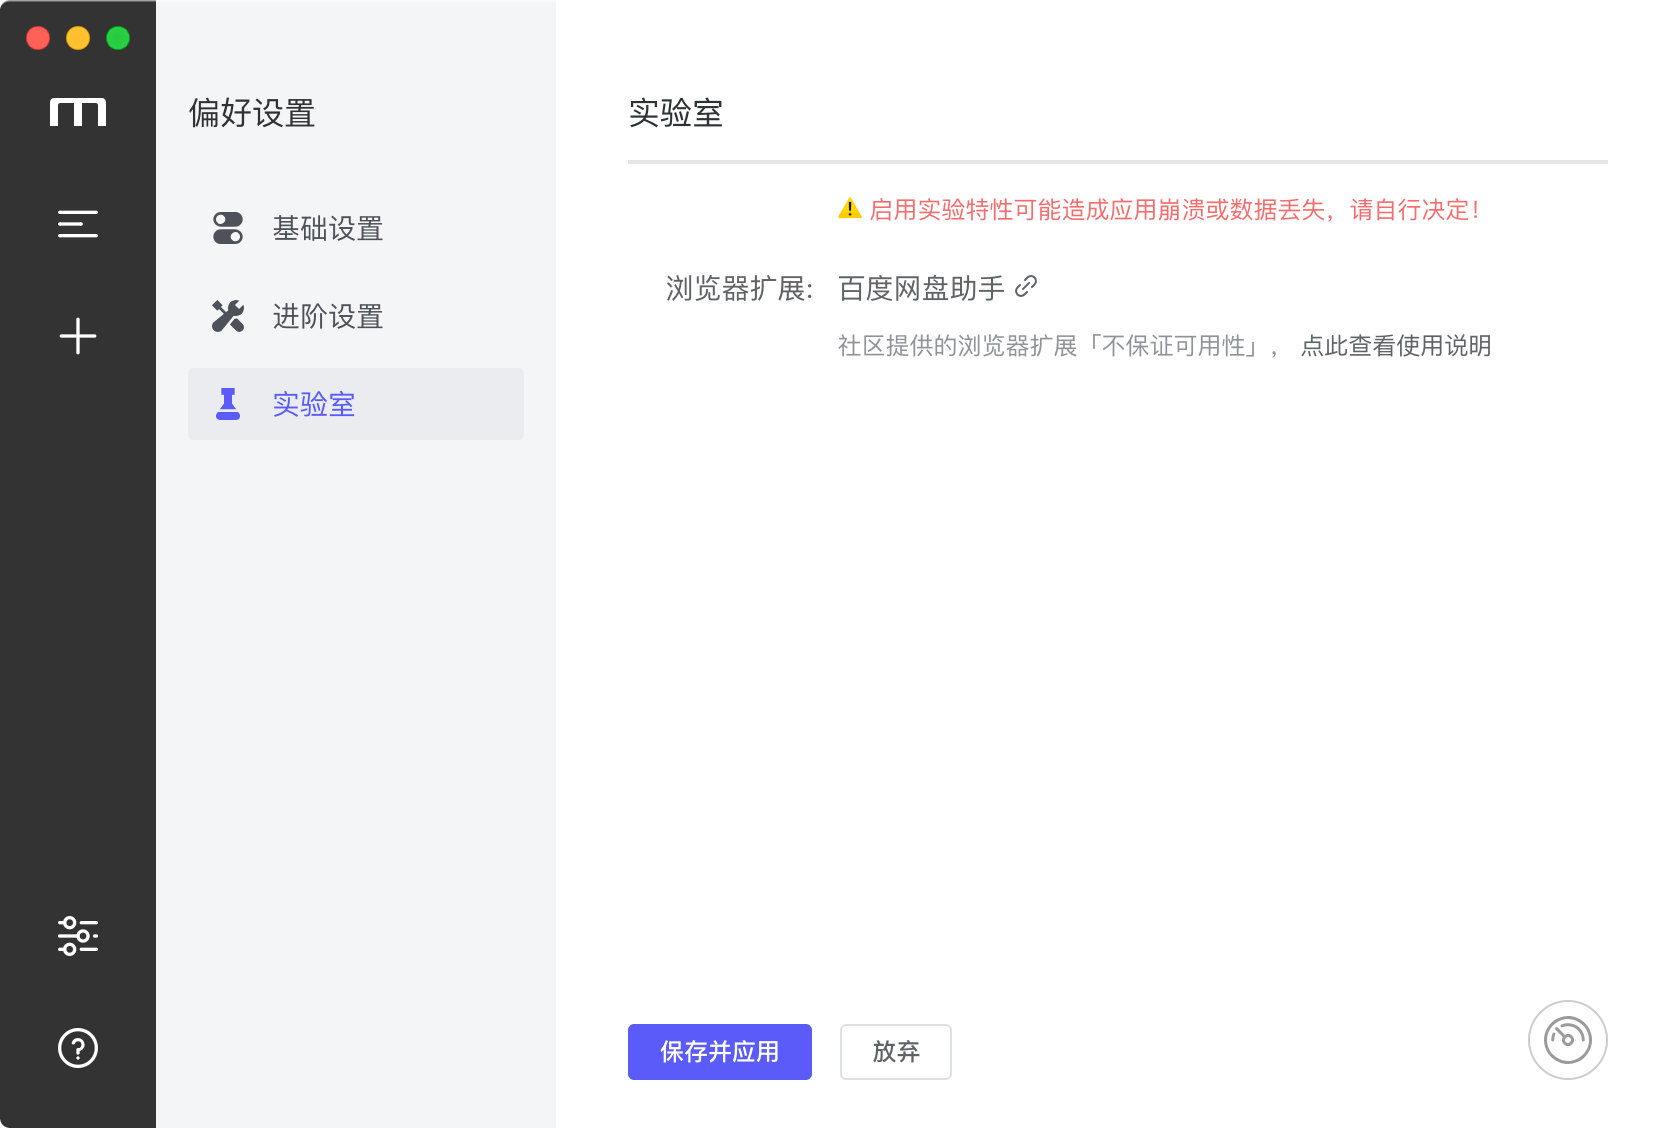 偏好设置
基础设置
进阶设置
实验室
实验室
启用实验特性可能造成应用崩溃或数据丢失，请自行决定！
浏览器扩展: 百度网盘助手
社区提供的浏览器扩展「不保证可用性」， 点此查看使用说明
保存并应用 放弃